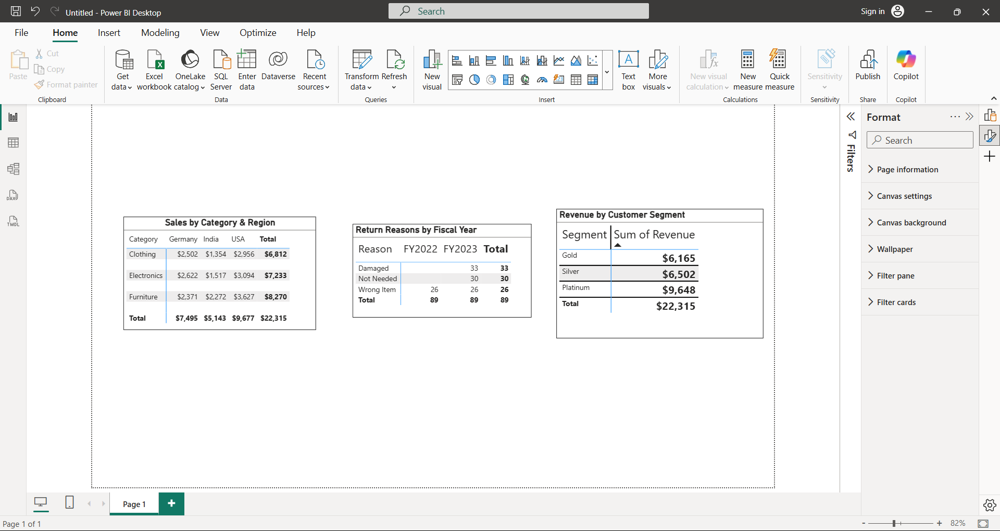 Untitled - Power BI Desktop
Search
Sign in
File Home Insert Modeling View Optimize Help
Paste
Cut
Copy
Format painter
Clipboard
Get data
Excel workbook
OneLake catalog
SQL Server
Enter data
Dataverse
Recent sources
Data
Transform data
Refresh
Queries
New visual
Insert
Text box
More visuals
New visual calculation
New measure
Quick measure
Calculations
Sensitivity
Sensitivity
Publish
Share
Copilot
Copilot
DAX
TMDL
Sales by Category & Region
Category Germany India USA Total
Clothing $2,502 $1,354 $2,956 $6,812
Electronics $2,622 $1,517 $3,094 $7,233
Furniture $2,371 $2,272 $3,627 $8,270
Total $7,495 $5,143 $9,677 $22,315
Return Reasons by Fiscal Year
Reason FY2022 FY2023 Total
Damaged 33 33
Not Needed 30 30
Wrong Item 26 26 26
Total 89 89 89
Revenue by Customer Segment
Segment Sum of Revenue
Gold $6,165
Silver $6,502
Platinum $9,648
Total $22,315
Filters
Format
Search
Page information
Canvas settings
Canvas background
Wallpaper
Filter pane
Filter cards
Page 1
Page 1 of 1
82%